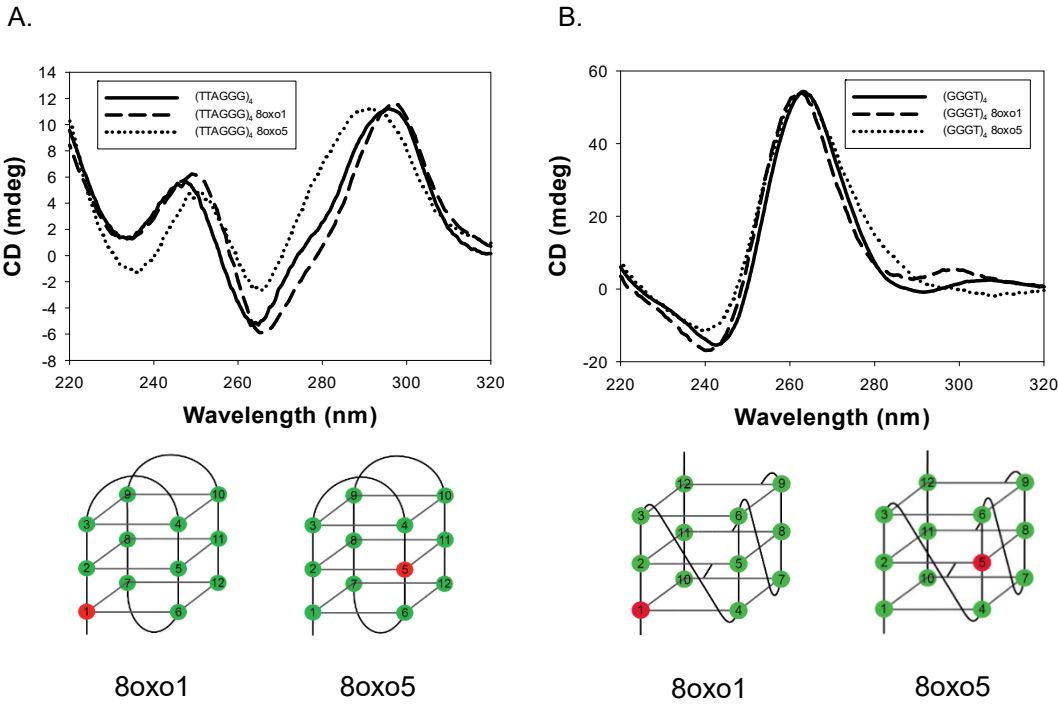 A.
B.
CD (mdeg)
14
12
10
8
6
4
2
0
-2
-4
-6
-8
(TTAGGG)4
(TTAGGG)4 8oxo1
(TTAGGG)4 8oxo5
220 240 260 280 300 320
Wavelength (nm)
CD (mdeg)
60
40
20
0
-20
(GGGT)4
(GGGT)4 8oxo1
(GGGT)4 8oxo5
220 240 260 280 300 320
Wavelength (nm)
9 10
3 4
8 11
2 5
7 12
1 6
8oxo1
9 10
3 4
8 11
2 5
7 12
1 6
8oxo5
12 9
3 6
11 8
2 5
10 7
1 4
8oxo1
12 9
3 6
11 8
2 5
10 7
1 4
8oxo5